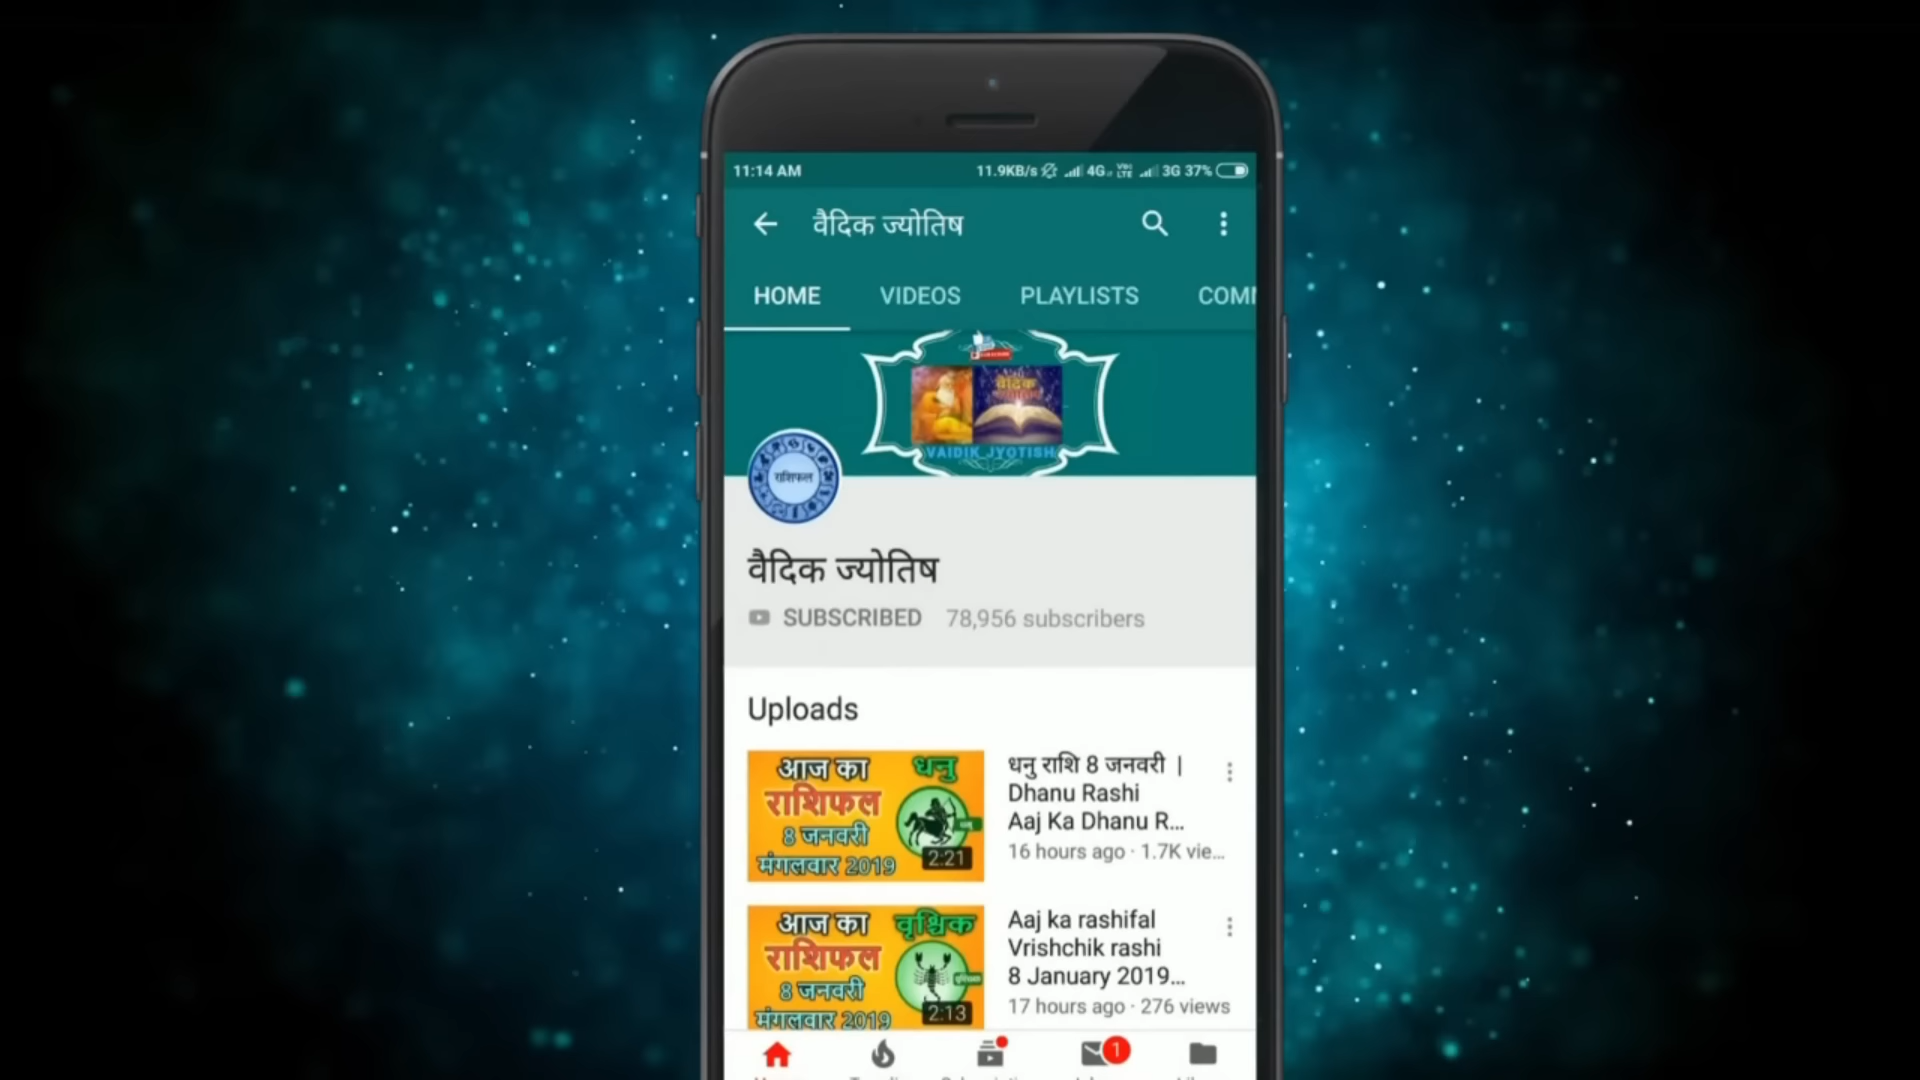 11:14 AM 11.9KB/s 4G VoLTE 3G 37%
वैदिक ज्योतिष
HOME VIDEOS PLAYLISTS COMM
वैदिक
VAIDIK JYOTISH
राशिफल
वैदिक ज्योतिष
SUBSCRIBED 78,956 subscribers
Uploads
आज का धनु
राशिफल
8 जनवरी
मंगलवार 2019
2:21
धनु राशि 8 जनवरी |
Dhanu Rashi
Aaj Ka Dhanu R...
16 hours ago · 1.7K vie...
आज का वृश्चिक
राशिफल
8 जनवरी
मंगलवार 2019
2:13
Aaj ka rashifal
Vrishchik rashi
8 January 2019...
17 hours ago · 276 views
1